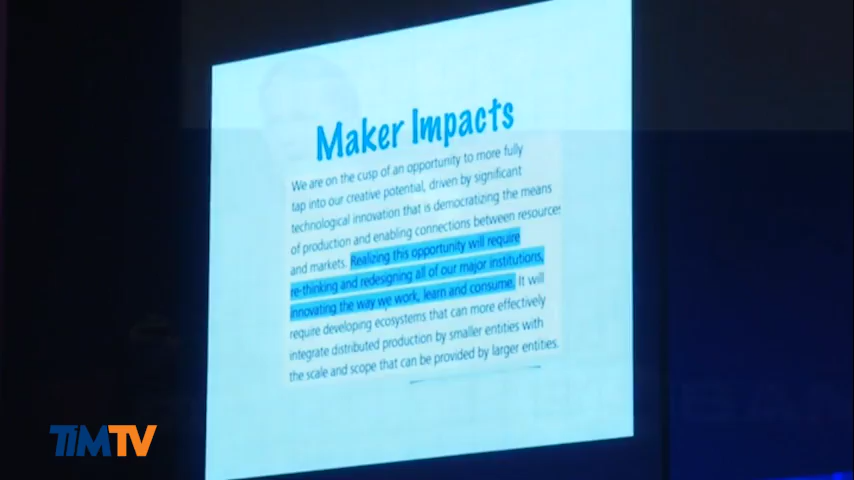 Maker Impacts
We are on the cusp of an opportunity to more fully
tap into our creative potential, driven by significant
technological innovation that is democratizing the means
of production and enabling connections between resources
and markets. Realizing this opportunity will require
re-thinking and redesigning all of our major institutions,
innovating the way we work, learn and consume. It will
require developing ecosystems that can more effectively
integrate distributed production by smaller entities with
the scale and scope that can be provided by larger entities.
TIMTV